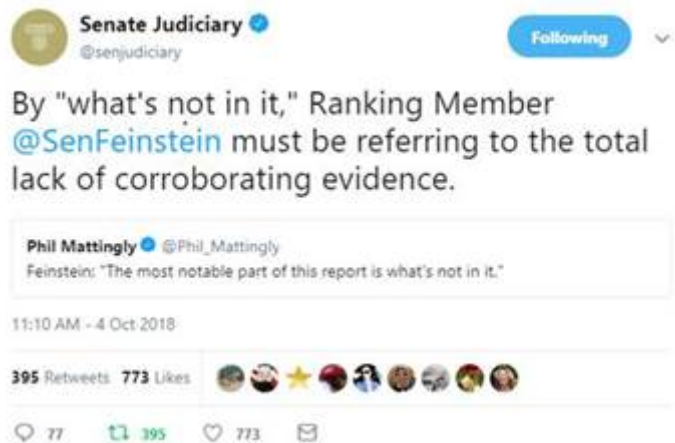 Senate Judiciary
@senjudiciary
Following
By "what's not in it," Ranking Member
@SenFeinstein must be referring to the total
lack of corroborating evidence.
Phil Mattingly @Phil_Mattingly
Feinstein: "The most notable part of this report is what's not in it."
11:10 AM - 4 Oct 2018
395 Retweets 773 Likes
77 395 773